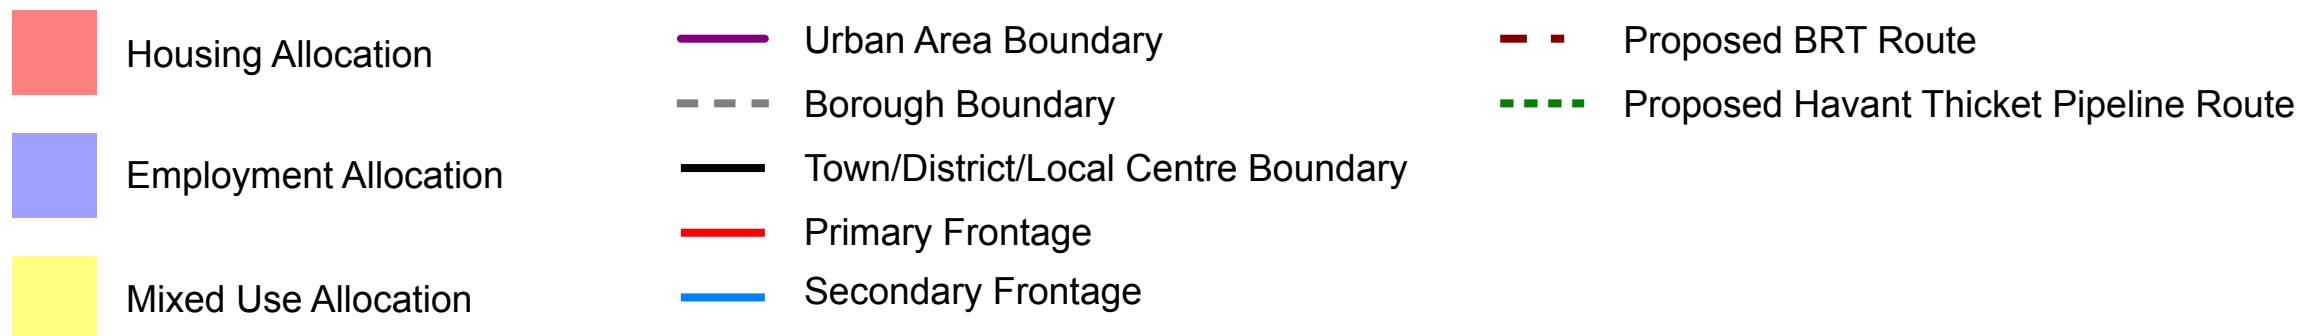 Housing Allocation
Employment Allocation
Mixed Use Allocation
Urban Area Boundary
Borough Boundary
Town/District/Local Centre Boundary
Primary Frontage
Secondary Frontage
Proposed BRT Route
Proposed Havant Thicket Pipeline Route